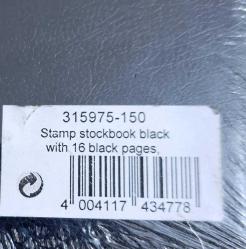 315975-150
Stamp stockbook black
with 16 black pages,
4 004117 434778